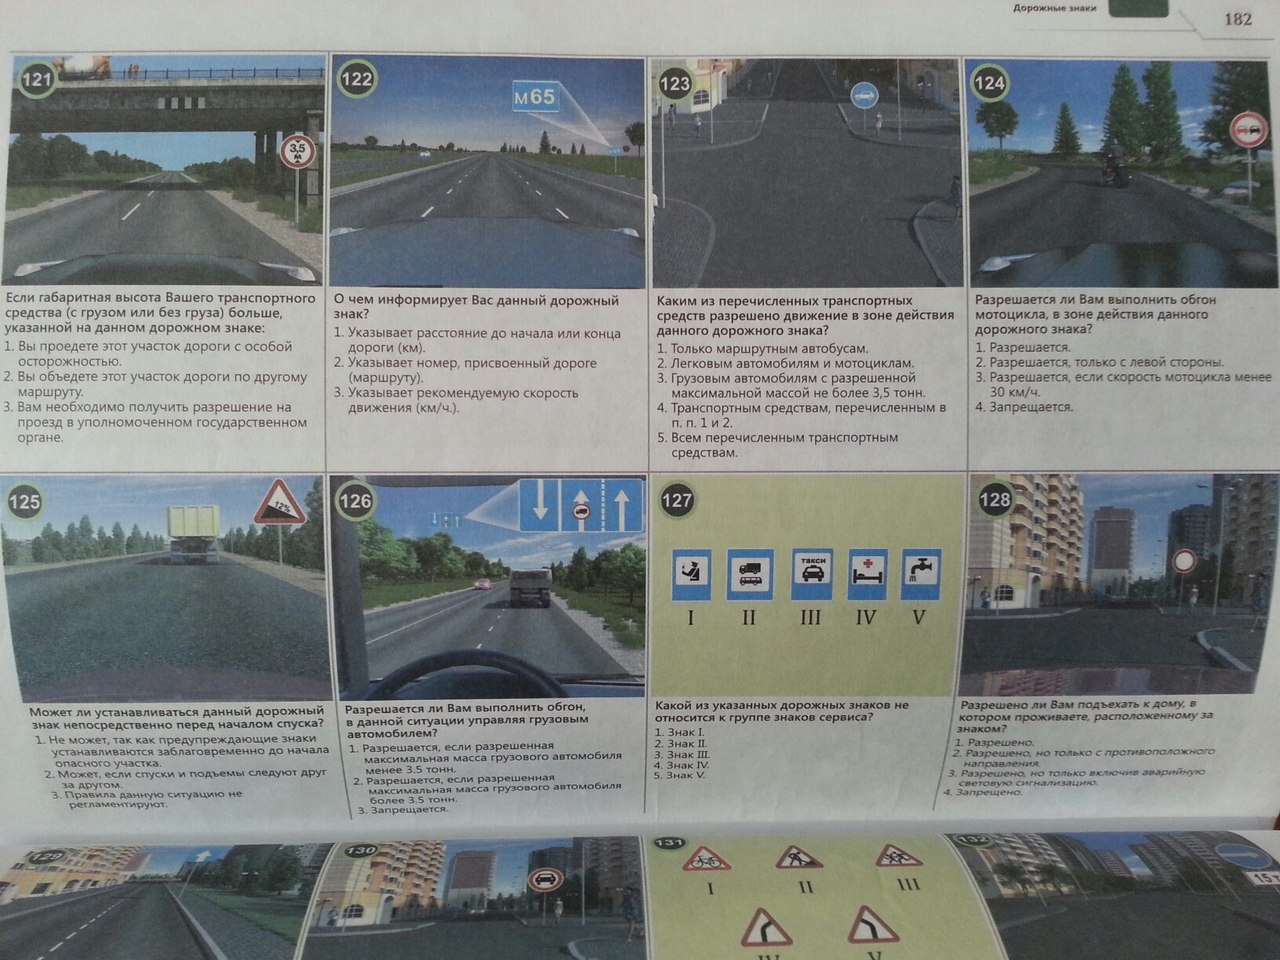 Дорожные знаки
182
121
3,5
М
Если габаритная высота Вашего транспортного
средства (с грузом или без груза) больше,
указанной на данном дорожном знаке:
1. Вы проедете этот участок дороги с особой
осторожностью.
2. Вы объедете этот участок дороги по другому
маршруту.
3. Вам необходимо получить разрешение на
проезд в уполномоченном государственном
органе.
122
М 65
О чем информирует Вас данный дорожный
знак?
1. Указывает расстояние до начала или конца
дороги (км).
2. Указывает номер, присвоенный дороге
(маршруту).
3. Указывает рекомендуемую скорость
движения (км/ч.).
123
Каким из перечисленных транспортных
средств разрешено движение в зоне действия
данного дорожного знака?
1. Только маршрутным автобусам.
2. Легковым автомобилям и мотоциклам.
3. Грузовым автомобилям с разрешенной
максимальной массой не более 3,5 тонн.
4. Транспортным средствам, перечисленным в
п. п. 1 и 2.
5. Всем перечисленным транспортным
средствам.
124
Разрешается ли Вам выполнить обгон
мотоцикла, в зоне действия данного
дорожного знака?
1. Разрешается.
2. Разрешается, только с левой стороны.
3. Разрешается, если скорость мотоцикла менее
30 км/ч.
4. Запрещается.
125
12%
Может ли устанавливаться данный дорожный
знак непосредственно перед началом спуска?
1. Не может, так как предупреждающие знаки
устанавливаются заблаговременно до начала
опасного участка.
2. Может, если спуски и подъемы следуют друг
за другом.
3. Правила данную ситуацию не
регламентируют.
126
Разрешается ли Вам выполнить обгон,
в данной ситуации управляя грузовым
автомобилем?
1. Разрешается, если разрешенная
максимальная масса грузового автомобиля
менее 3.5 тонн.
2. Разрешается, если разрешенная
максимальная масса грузового автомобиля
более 3.5 тонн.
3. Запрещается.
127
ТАКСИ
I II III IV V
Какой из указанных дорожных знаков не
относится к группе знаков сервиса?
1. Знак I.
2. Знак II.
3. Знак III.
4. Знак IV.
5. Знак V.
128
Разрешено ли Вам подъехать к дому, в
котором проживаете, расположенному за
знаком?
1. Разрешено.
2. Разрешено, но только с противоположного
направления.
3. Разрешено, но только включив аварийную
световую сигнализацию.
4. Запрещено.
129
130
131
I II III
IV V
132
15 т